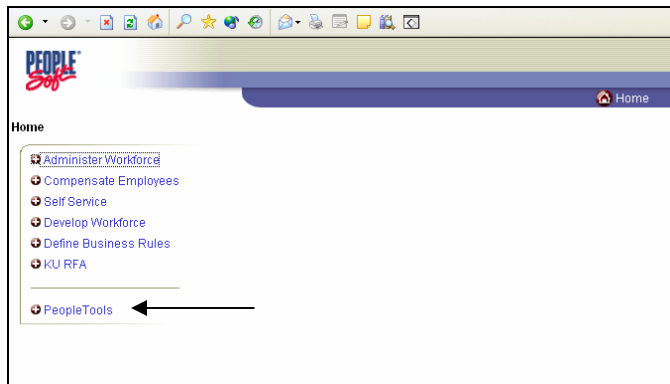 PEOPLE
Soft
Home
Home
Administer Workforce
Compensate Employees
Self Service
Develop Workforce
Define Business Rules
KU RFA
PeopleTools